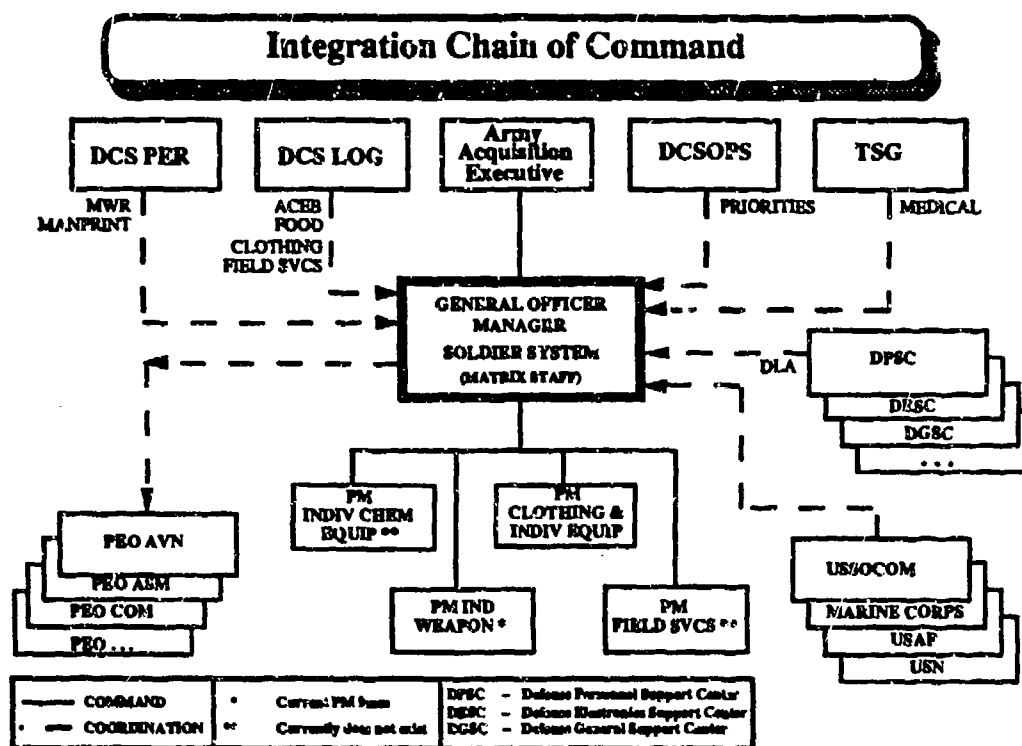 Integration Chain of Command
DCS PER
DCS LOG
Army
Acquisition
Executive
DCSOPS
TSG
MWR
MANPRINT
ACEB
FOOD
CLOTHING
FIELD SVCS
PRIORITIES
MEDICAL
GENERAL OFFICER
MANAGER
SOLDIER SYSTEM
(MATRIX STAFF)
DLA
DPSC
DESC
DGSC
. . .
PM
INDIV CHEM
EQUIP **
PM
CLOTHING &
INDIV EQUIP
PEO AVN
PEO ASM
PEO COM
PEO . . .
PM IND
WEAPON *
PM
FIELD SVCS **
USSOCOM
MARINE CORPS
USAF
USN
COMMAND
COORDINATION
* Current PM
** Currently does not exist
DPSC – Defense Personnel Support Center
DESC – Defense Electronics Support Center
DGSC – Defense General Support Center